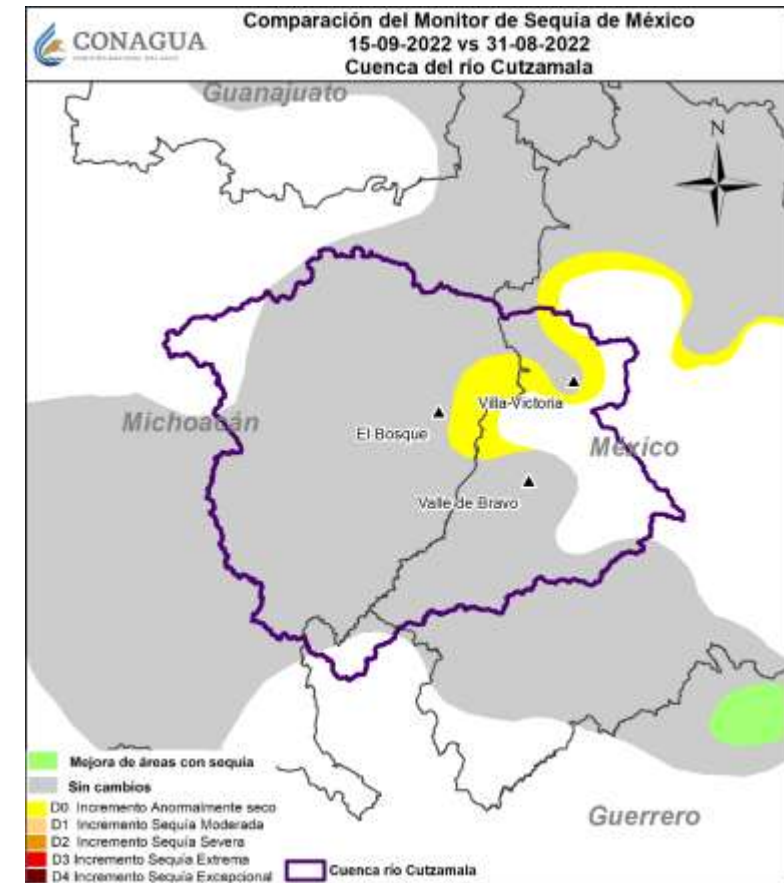 CONAGUA
Comparación del Monitor de Sequía de México
15-09-2022 vs 31-08-2022
Cuenca del río Cutzamala
Guanajuato
N
Michoacán
Villa-Victoria
El Bosque
México
Valle de Bravo
Guerrero
Mejora de áreas con sequia
Sin cambios
D0 Incremento Anormalmente seco
D1 Incremento Sequía Moderada
D2 Incremento Sequía Severa
D3 Incremento Sequía Extrema
D4 Incremento Sequía Excepcional
Cuenca río Cutzamala